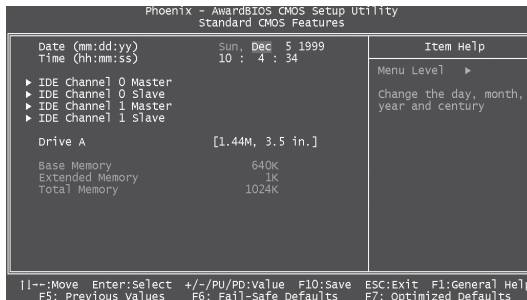 Phoenix - AwardBIOS CMOS Setup Utility
Standard CMOS Features
Date (mm:dd:yy) Sun, Dec 5 1999
Time (hh:mm:ss) 10 : 4 : 34
▶ IDE Channel 0 Master
▶ IDE Channel 0 Slave
▶ IDE Channel 1 Master
▶ IDE Channel 1 Slave
Drive A [1.44M, 3.5 in.]
Base Memory 640K
Extended Memory 1K
Total Memory 1024K
Item Help
Menu Level ▶
Change the day, month,
year and century
↑↓→←:Move Enter:Select +/-/PU/PD:Value F10:Save ESC:Exit F1:General Hel
F5: Previous Values F6: Fail-Safe Defaults F7: Optimized Defaults